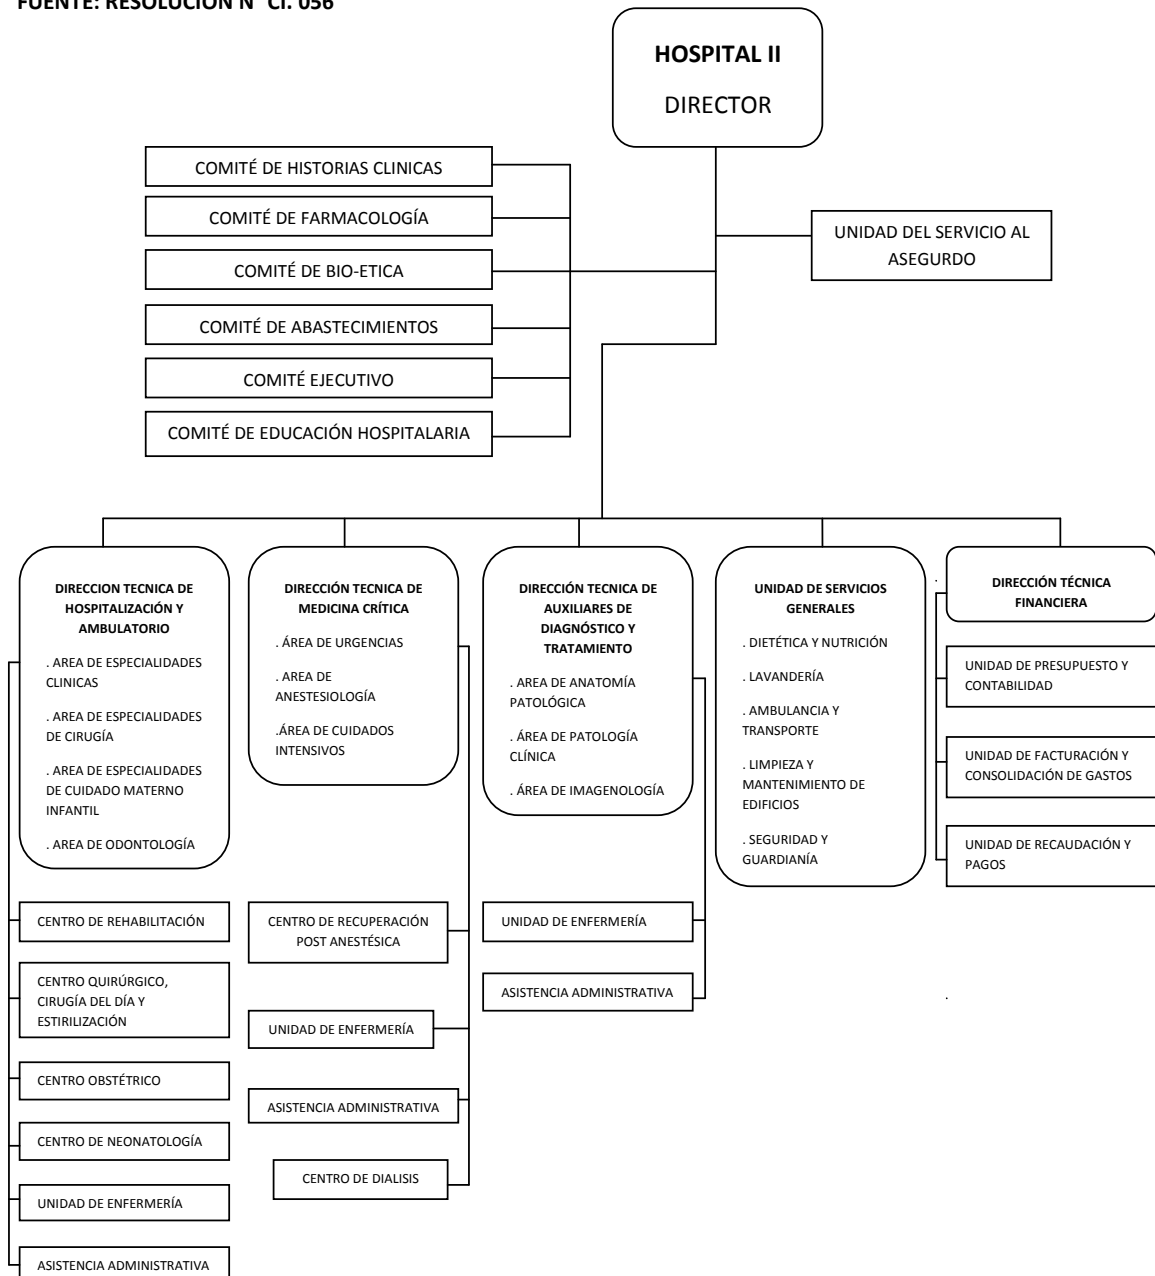 FUENTE: RESOLUCIÓN N° CI. 056
HOSPITAL II
DIRECTOR
COMITÉ DE HISTORIAS CLINICAS
COMITÉ DE FARMACOLOGÍA
COMITÉ DE BIO-ETICA
COMITÉ DE ABASTECIMIENTOS
COMITÉ EJECUTIVO
COMITÉ DE EDUCACIÓN HOSPITALARIA
UNIDAD DEL SERVICIO AL
ASEGURDO
DIRECCION TECNICA DE
HOSPITALIZACIÓN Y
AMBULATORIO
. AREA DE ESPECIALIDADES
CLINICAS
. AREA DE ESPECIALIDADES
DE CIRUGÍA
. AREA DE ESPECIALIDADES
DE CUIDADO MATERNO
INFANTIL
. AREA DE ODONTOLOGÍA
CENTRO DE REHABILITACIÓN
CENTRO QUIRÚRGICO,
CIRUGÍA DEL DÍA Y
ESTIRILIZACIÓN
CENTRO OBSTÉTRICO
CENTRO DE NEONATOLOGÍA
UNIDAD DE ENFERMERÍA
ASISTENCIA ADMINISTRATIVA
DIRECCIÓN TECNICA DE
MEDICINA CRÍTICA
. ÁREA DE URGENCIAS
. AREA DE
ANESTESIOLOGÍA
.ÁREA DE CUIDADOS
INTENSIVOS
CENTRO DE RECUPERACIÓN
POST ANESTÉSICA
UNIDAD DE ENFERMERÍA
ASISTENCIA ADMINISTRATIVA
CENTRO DE DIALISIS
DIRECCIÓN TECNICA DE
AUXILIARES DE
DIAGNÓSTICO Y
TRATAMIENTO
. AREA DE ANATOMÍA
PATOLÓGICA
. ÁREA DE PATOLOGÍA
CLÍNICA
. ÁREA DE IMAGENOLOGÍA
UNIDAD DE ENFERMERÍA
ASISTENCIA ADMINISTRATIVA
UNIDAD DE SERVICIOS
GENERALES
. DIETÉTICA Y NUTRICIÓN
. LAVANDERÍA
. AMBULANCIA Y
TRANSPORTE
. LIMPIEZA Y
MANTENIMIENTO DE
EDIFICIOS
. SEGURIDAD Y
GUARDIANÍA
DIRECCIÓN TÉCNICA
FINANCIERA
UNIDAD DE PRESUPUESTO Y
CONTABILIDAD
UNIDAD DE FACTURACIÓN Y
CONSOLIDACIÓN DE GASTOS
UNIDAD DE RECAUDACIÓN Y
PAGOS